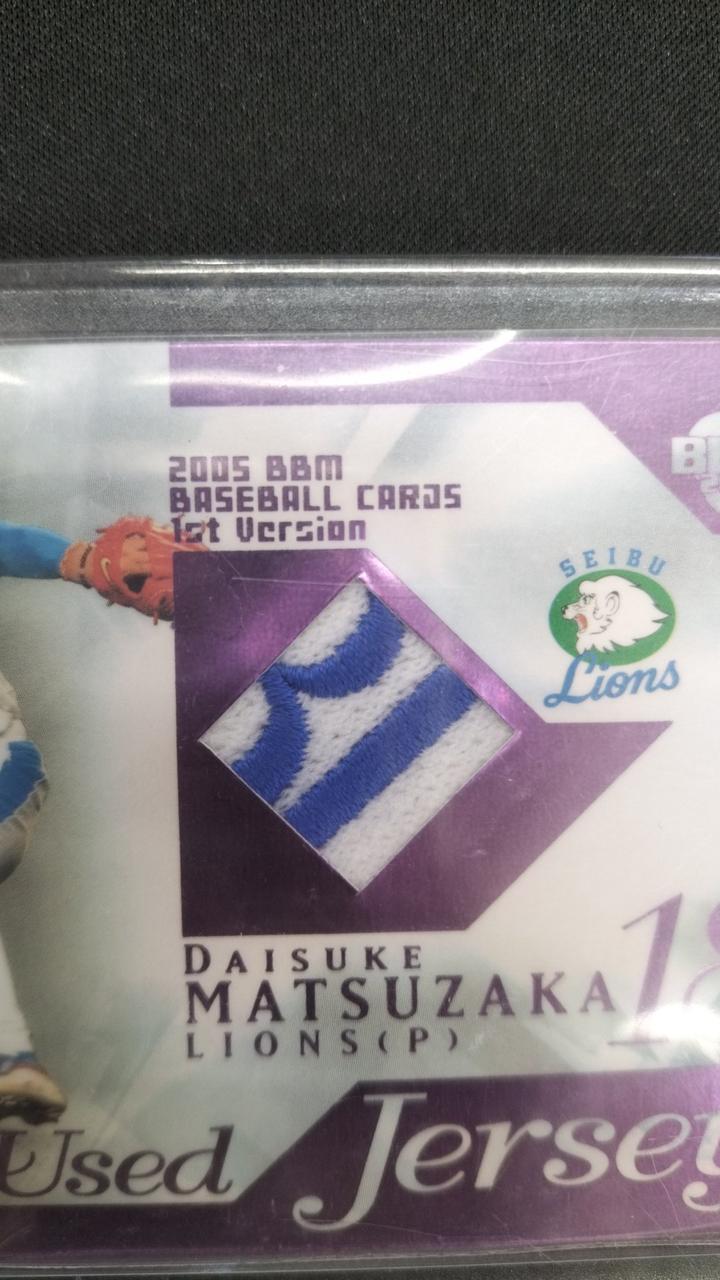 2005 BBM
BASEBALL CARDS
1st Version
SEIBU
Lions
DAISUKE
MATSUZAKA
LIONS(P)
18
Used Jersey